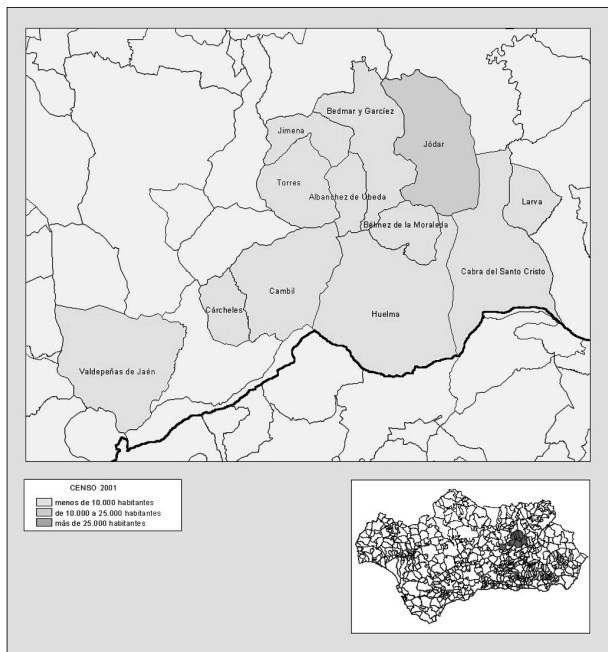 Bedmar y Garcíez
Jimena
Jódar
Torres
Albanchez de Úbeda
Larva
Bélmez de la Moraleda
Cabra del Santo Cristo
Cambil
Cárcheles
Huelma
Valdepeñas de Jaén
CENSO 2001
menos de 10.000 habitantes
de 10.000 a 25.000 habitantes
más de 25.000 habitantes